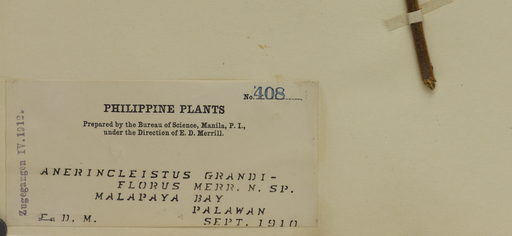 No. 408
PHILIPPINE PLANTS
Prepared by the Bureau of Science, Manila, P. I.,
under the Direction of E. D. Merrill.
ANERINCLEISTUS GRANDI-
FLORUS MERR. N. SP.
MALAPAYA BAY
PALAWAN
E. D. M.
SEPT. 1910
Zugegangen IV.1912.